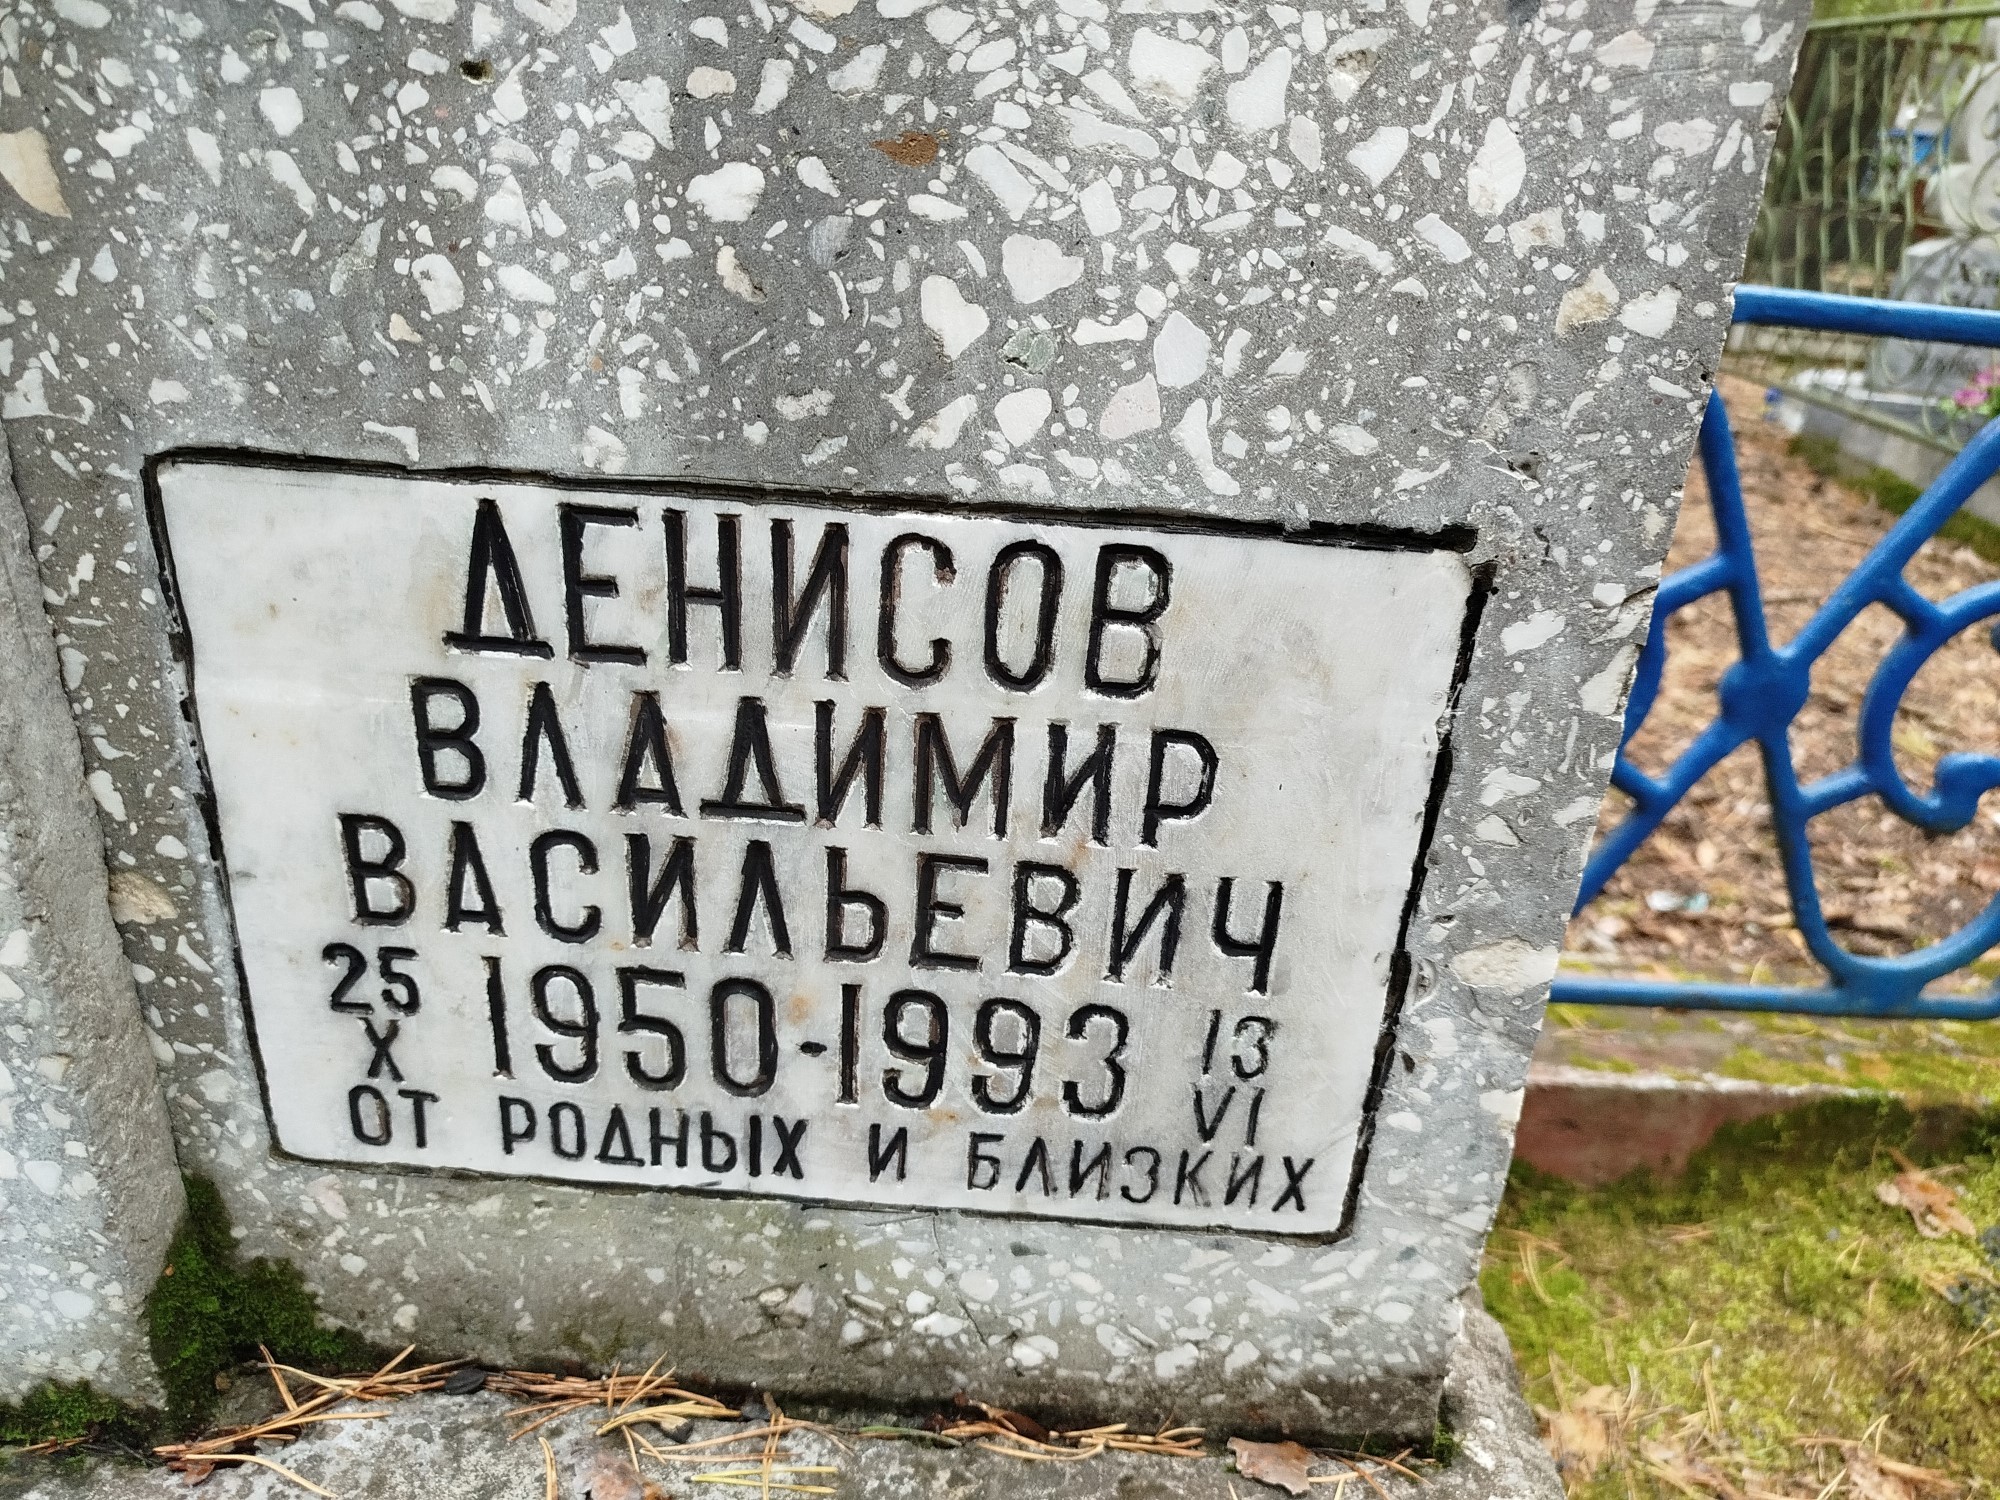 ДЕНИСОВ
ВЛАДИМИР
ВАСИЛЬЕВИЧ
25 X 1950-1993 13 VI
ОТ РОДНЫХ И БЛИЗКИХ